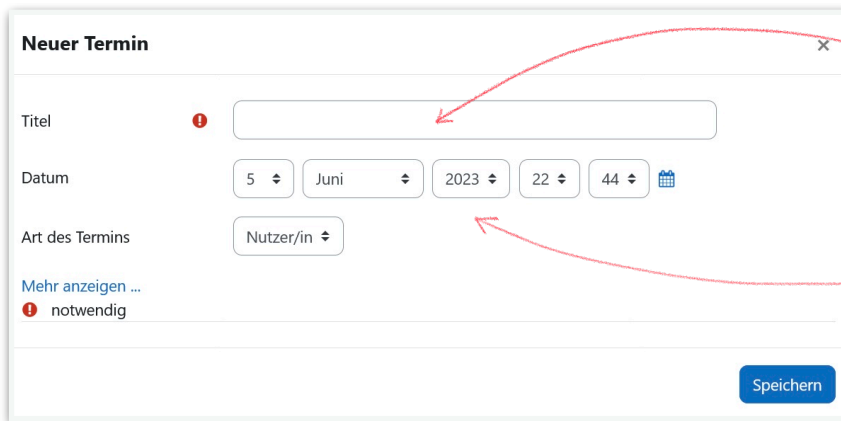 Neuer Termin ×
Titel
Datum 5 Juni 2023 22 44
Art des Termins Nutzer/in
Mehr anzeigen ...
notwendig
Speichern